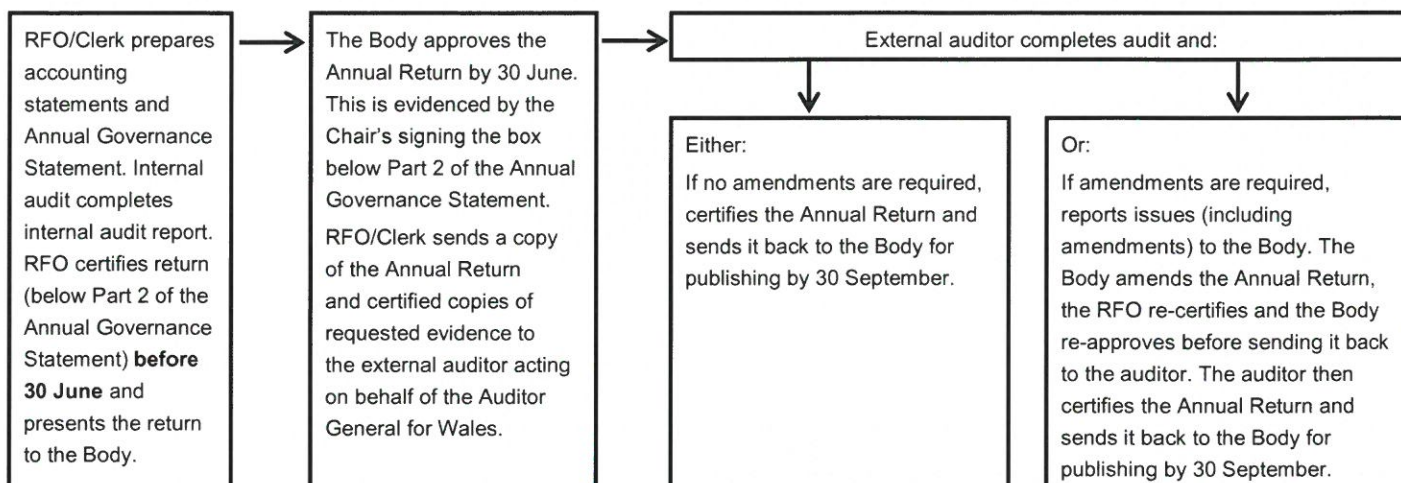 RFO/Clerk prepares
accounting
statements and
Annual Governance
Statement. Internal
audit completes
internal audit report.
RFO certifies return
(below Part 2 of the
Annual Governance
Statement) before
30 June and
presents the return
to the Body.
The Body approves the
Annual Return by 30 June.
This is evidenced by the
Chair's signing the box
below Part 2 of the Annual
Governance Statement.
RFO/Clerk sends a copy
of the Annual Return
and certified copies of
requested evidence to
the external auditor acting
on behalf of the Auditor
General for Wales.
External auditor completes audit and:
Either:
If no amendments are required,
certifies the Annual Return and
sends it back to the Body for
publishing by 30 September.
Or:
If amendments are required,
reports issues (including
amendments) to the Body. The
Body amends the Annual Return,
the RFO re-certifies and the Body
re-approves before sending it back
to the auditor. The auditor then
certifies the Annual Return and
sends it back to the Body for
publishing by 30 September.